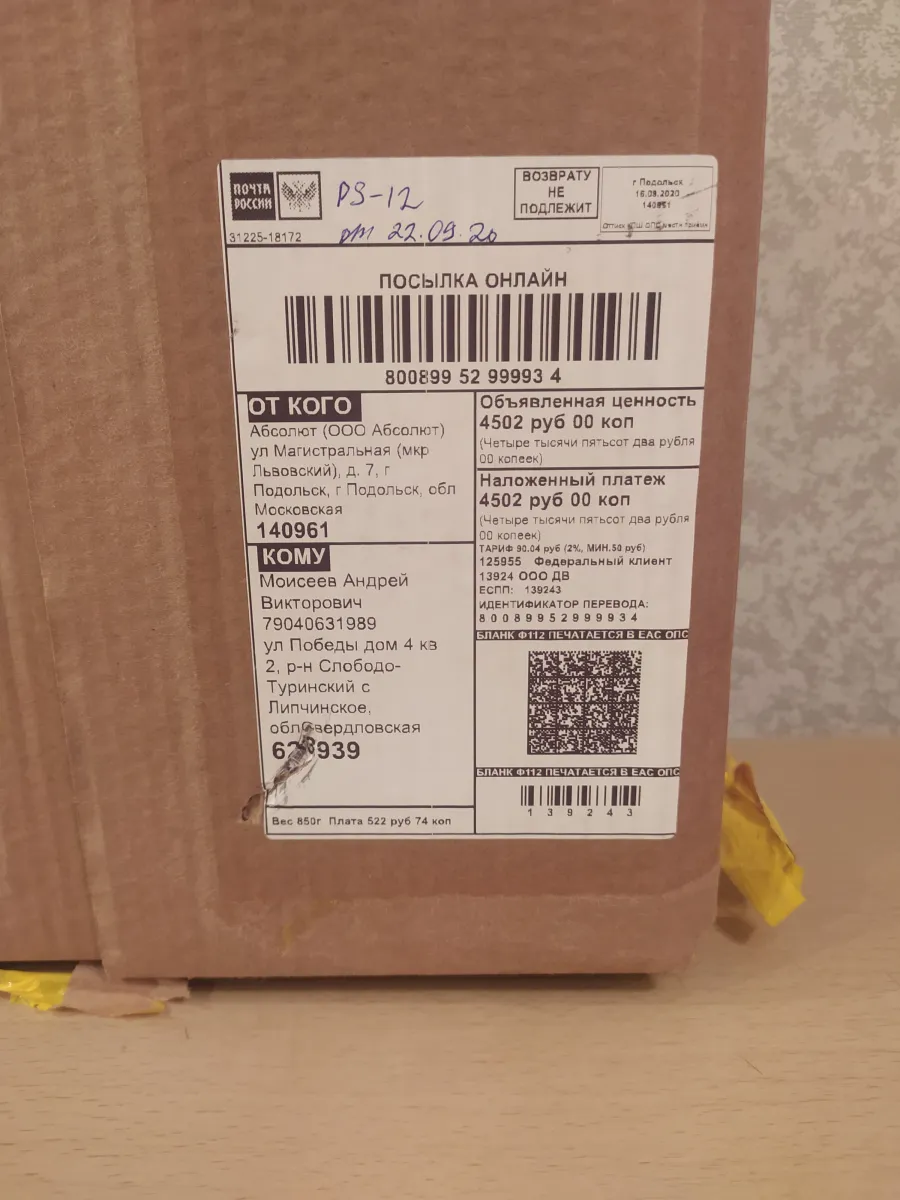 ПОЧТА
РОССИИ
PS-12
ВОЗВРАТУ
НЕ
ПОДЛЕЖИТ
г Подольск
16.09.2020
31225-18172
22.09.20
ПОСЫЛКА ОНЛАЙН
800899 52 99993 4
ОТ КОГО
Абсолют (ООО Абсолют)
ул Магистральная (мкр
Львовский), д. 7, г
Подольск, г Подольск, обл
Московская
140961
КОМУ
Моисеев Андрей
Викторович
79040631989
ул Победы дом 4 кв
2, р-н Слободо-
Туринский с
Липчинское,
Вес 850г Плата 522 руб 74 коп
Объявленная ценность
4502 руб 00 коп
(Четыре тысячи пятьсот два рубля
00 копеек)
Наложенный платеж
4502 руб 00 коп
(Четыре тысячи пятьсот два рубля
00 копеек)
ТАРИФ 90.04 руб (2%, МИН.50 руб)
125955 Федеральный клиент
13924 ООО ДВ
ЕСПП: 139243
ИДЕНТИФИКАТОР ПЕРЕВОДА:
80089952999934
БЛАНК Ф112 ПЕЧАТАЕТСЯ В ЕАС ОПС
БЛАНК Ф112 ПЕЧАТАЕТСЯ В ЕАС ОПС
139243